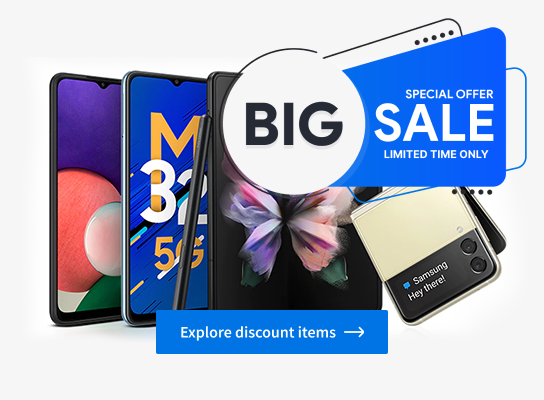 SPECIAL OFFER
BIG SALE
LIMITED TIME ONLY
M
32
5G
Samsung
Hey there!
Explore discount items →